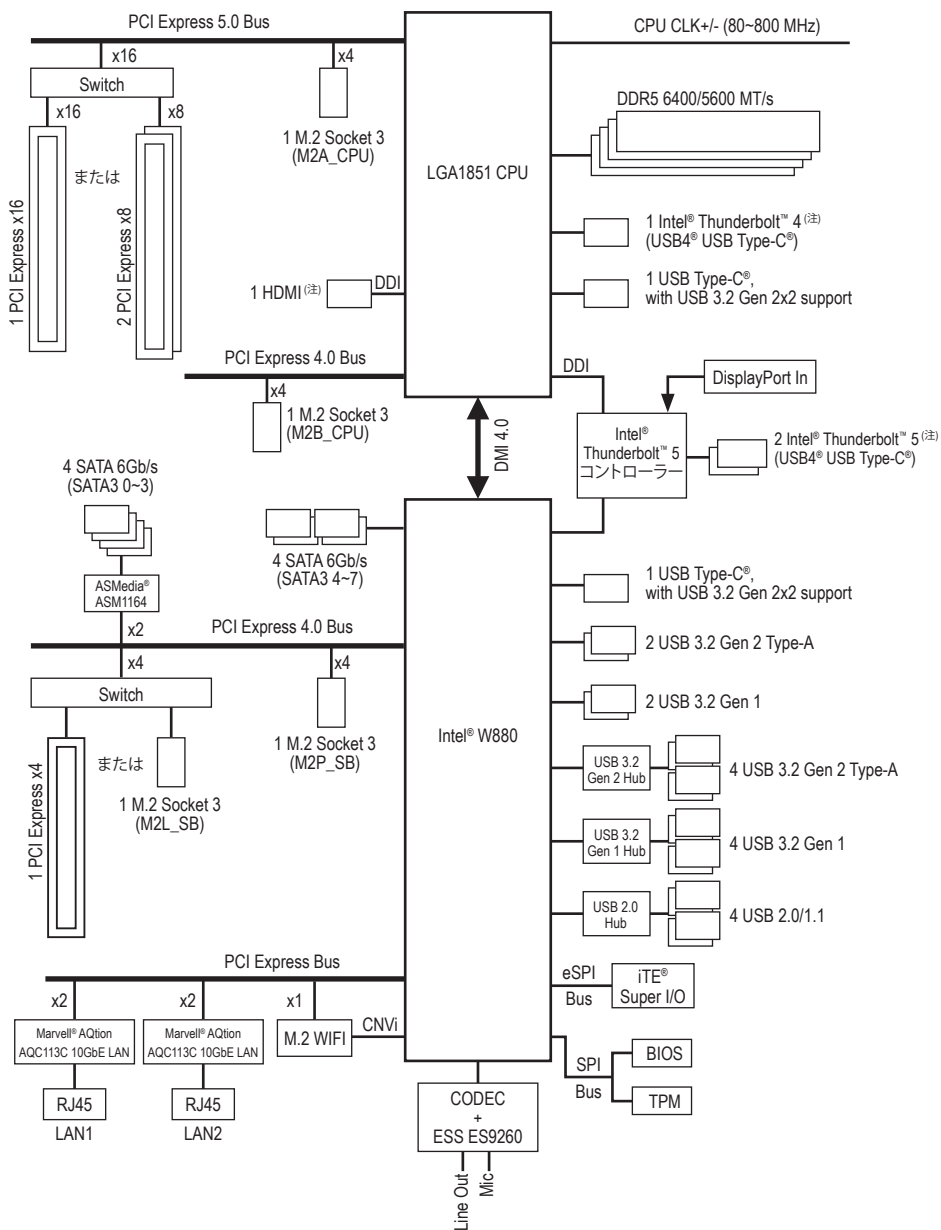 PCI Express 5.0 Bus
CPU CLK+/- (80~800 MHz)
x16
x4
Switch
x16
x8
1 M.2 Socket 3
(M2A_CPU)
DDR5 6400/5600 MT/s
LGA1851 CPU
または
1 PCI Express x16
2 PCI Express x8
1 Intel® Thunderbolt™ 4 (注)
(USB4® USB Type-C®)
1 HDMI (注)
DDI
1 USB Type-C®,
with USB 3.2 Gen 2x2 support
PCI Express 4.0 Bus
x4
1 M.2 Socket 3
(M2B_CPU)
DDI
DisplayPort In
DMI 4.0
Intel®
Thunderbolt™ 5
コントローラー
2 Intel® Thunderbolt™ 5 (注)
(USB4® USB Type-C®)
4 SATA 6Gb/s
(SATA3 0~3)
4 SATA 6Gb/s
(SATA3 4~7)
ASMedia®
ASM1164
x2
1 USB Type-C®,
with USB 3.2 Gen 2x2 support
PCI Express 4.0 Bus
2 USB 3.2 Gen 2 Type-A
x4
x4
Switch
2 USB 3.2 Gen 1
Intel® W880
1 M.2 Socket 3
(M2P_SB)
または
1 PCI Express x4
1 M.2 Socket 3
(M2L_SB)
USB 3.2
Gen 2 Hub
4 USB 3.2 Gen 2 Type-A
USB 3.2
Gen 1 Hub
4 USB 3.2 Gen 1
USB 2.0
Hub
4 USB 2.0/1.1
PCI Express Bus
x2
x2
x1
eSPI
Bus
iTE®
Super I/O
Marvell® AQtion
AQC113C 10GbE LAN
Marvell® AQtion
AQC113C 10GbE LAN
M.2 WIFI
CNVi
SPI
Bus
BIOS
TPM
RJ45
LAN1
RJ45
LAN2
CODEC
+
ESS ES9260
Line Out
Mic